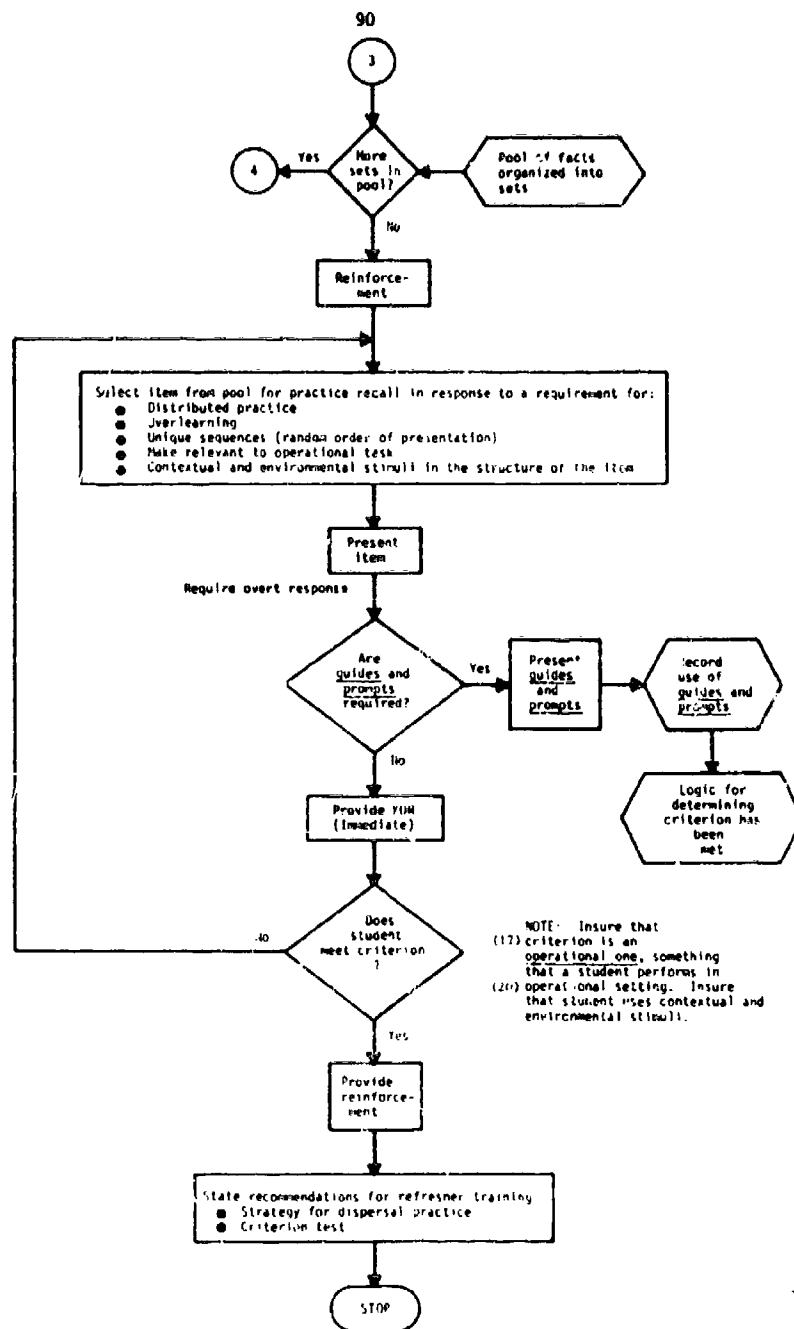 90
3
More
sets in
pool?
Yes
4
Pool of facts
organized into
sets
No
Reinforce-
ment
Select item from pool for practice recall in response to a requirement for:
● Distributed practice
● Overlearning
● Unique sequences (random order of presentation)
● Make relevant to operational task
● Contextual and environmental stimuli in the structure of the item
Present
item
Require overt response
Are
guides and
prompts
required?
Yes
Present
guides
and
prompts
Record
use of
guides and
prompts
No
Logic for
determining
criterion has
been
met
Provide KOR
(Immediate)
Does
student
meet criterion
?
No
NOTE: Insure that
(17) criterion is an
operational one, something
that a student performs in
(20) operational setting. Insure
that student uses contextual and
environmental stimuli.
Yes
Provide
reinforce-
ment
State recommendations for refresher training
● Strategy for dispersal practice
● Criterion test
STOP